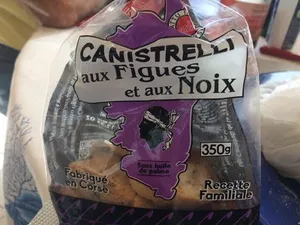 CANISTRELLI
aux Figues
et aux Noix
350g
Sans huile
de palme
Fabriqué
en Corse
Recette
Familiale